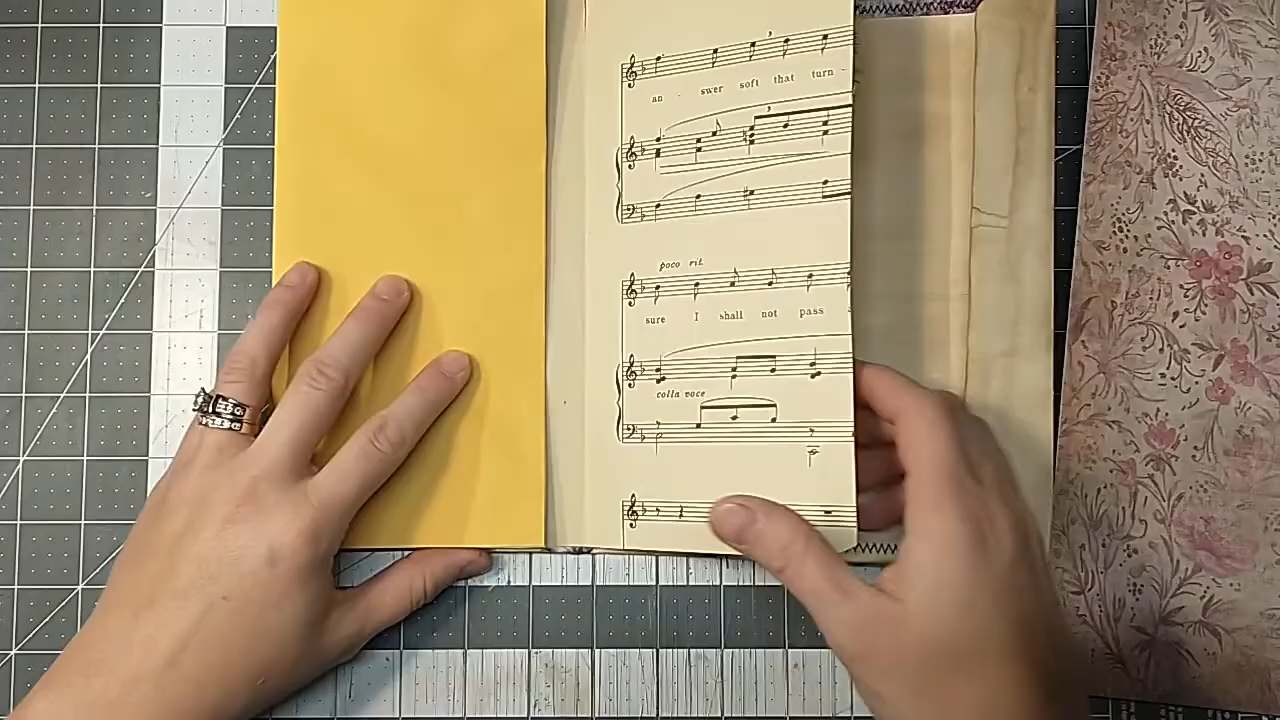 an - swer soft that turn -
poco rit.
sure I shall not pass
colla voce